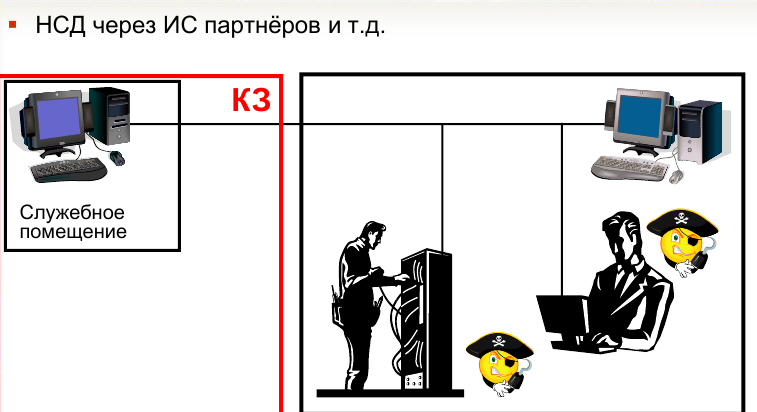 НСД через ИС партнёров и т.д.
КЗ
Служебное
помещение